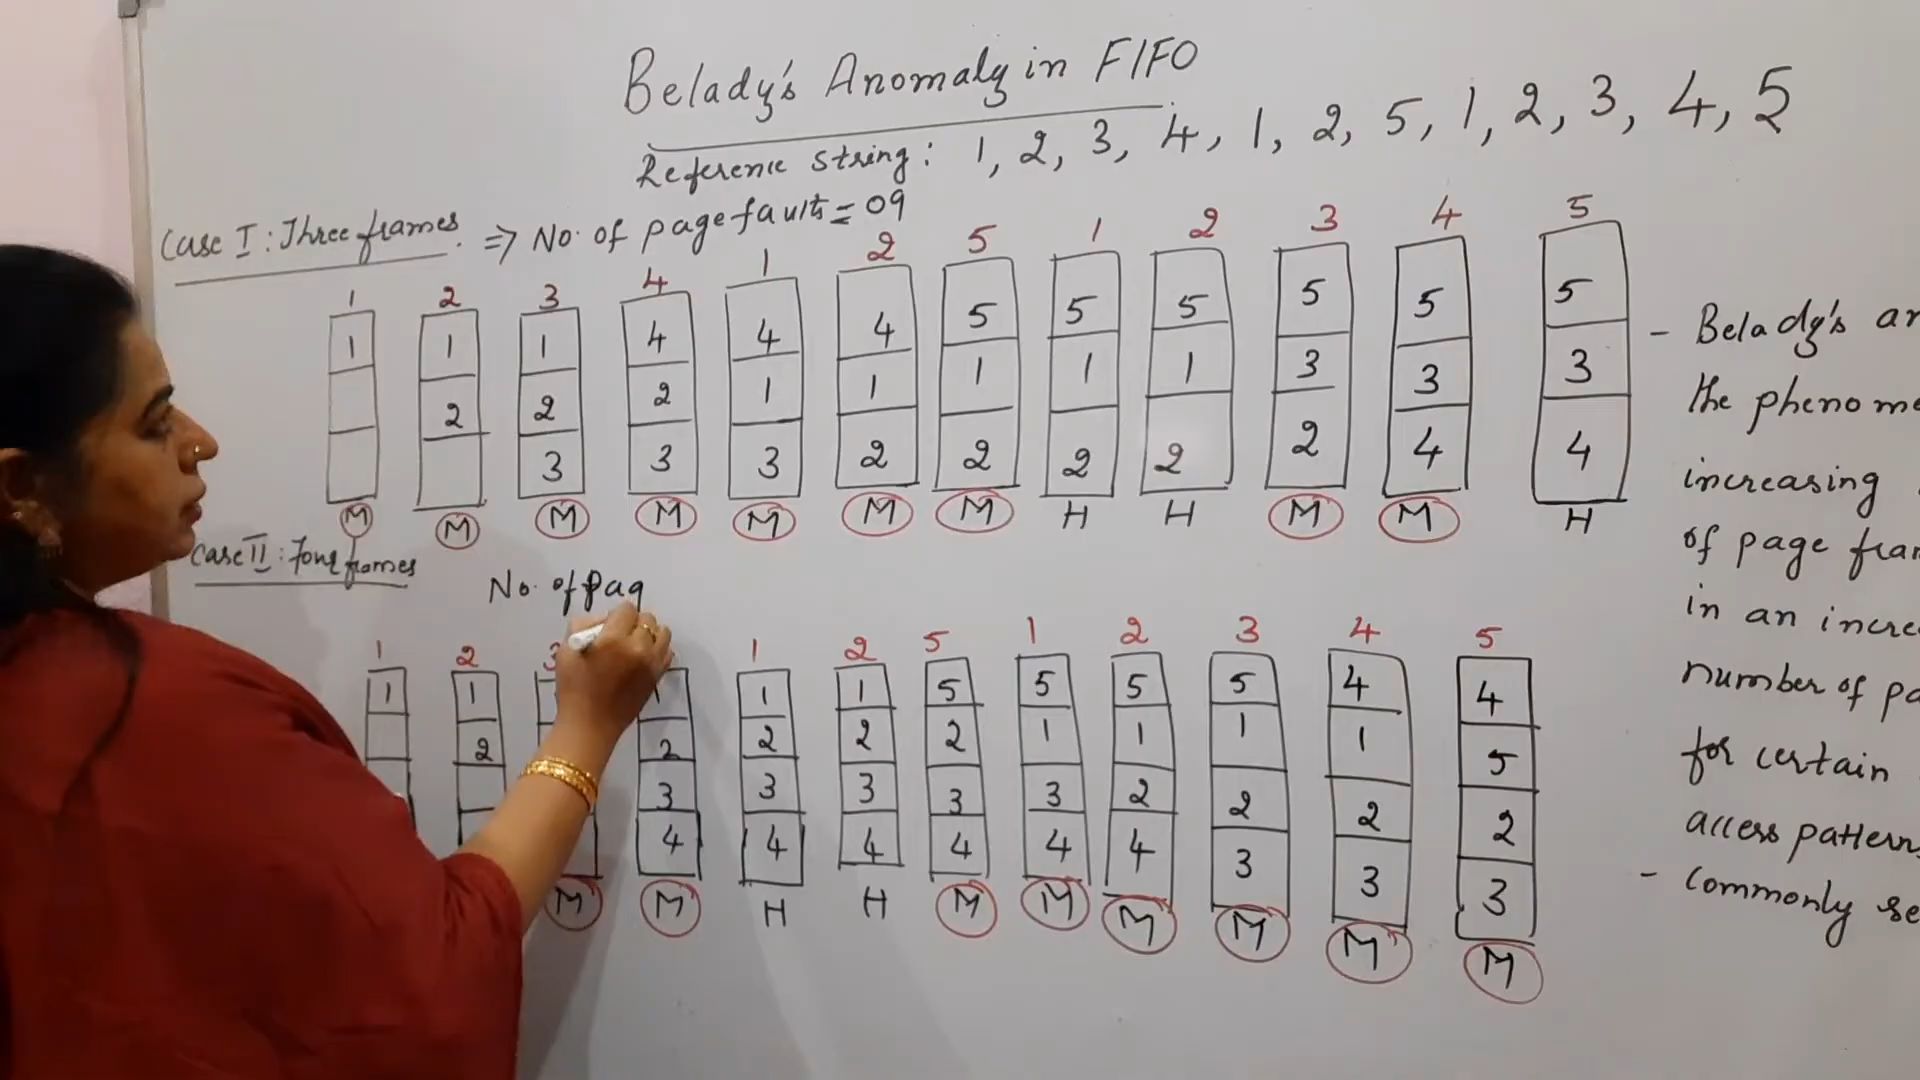 Belady's Anomaly in FIFO
Reference string: 1, 2, 3, 4, 1, 2, 5, 1, 2, 3, 4, 5
Case I: Three frames. => No. of page faults = 09
1 2 3 4 1 2 5 1 2 3 4 5
1 1 1 4 4 4 5 5 5 5 5 5
2 2 2 1 1 1 1 1 3 3 3
3 3 3 2 2 2 2 2 4 4
M M M M M M M H H M M H
Case II: Four frames
No. of pag
1 2 3 1 2 5 1 2 3 4 5
1 1 1 1 1 5 5 5 5 4 4
2 2 2 2 2 1 1 1 1 5
3 3 3 3 3 2 2 2 2
4 4 4 4 4 4 3 3 3
M M H H M M M M M M
- Belady's an
the phenome
increasing
of page fram
in an incre
number of pa
for certain
access pattern
- Commonly se